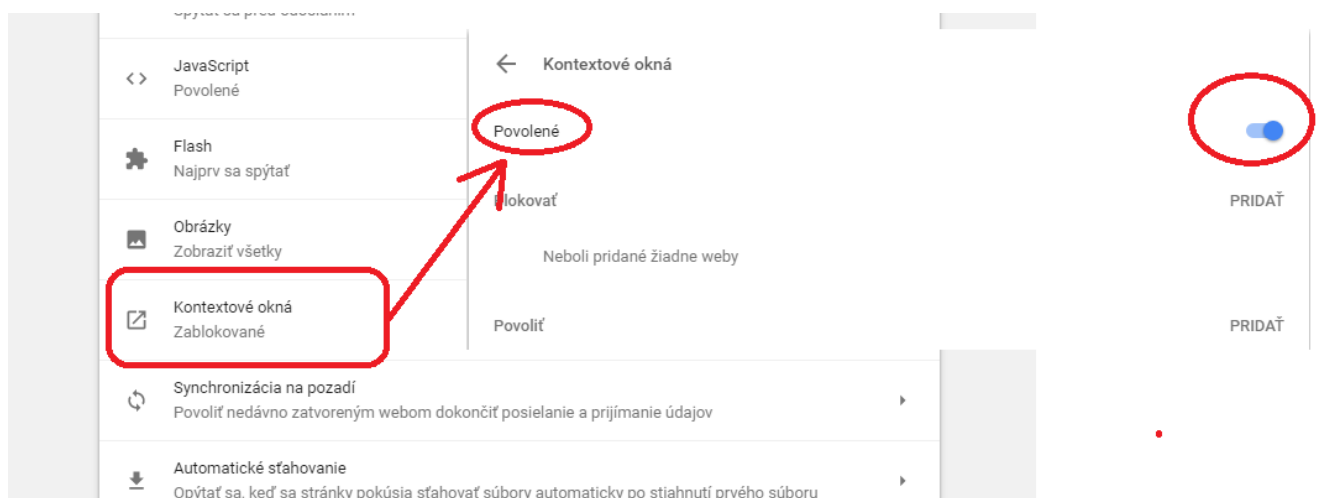 Spýtať sa pred odoslaním
JavaScript
Povolené
Flash
Najprv sa spýtať
Obrázky
Zobraziť všetky
Kontextové okná
Zablokované
Synchronizácia na pozadí
Povoliť nedávno zatvoreným webom dokončiť posielanie a prijímanie údajov
Automatické sťahovanie
Opýtať sa, keď sa stránky pokúsia sťahovať súbory automaticky po stiahnutí prvého súboru
Kontextové okná
Povolené
Blokovať PRIDAŤ
Neboli pridané žiadne weby
Povoliť PRIDAŤ